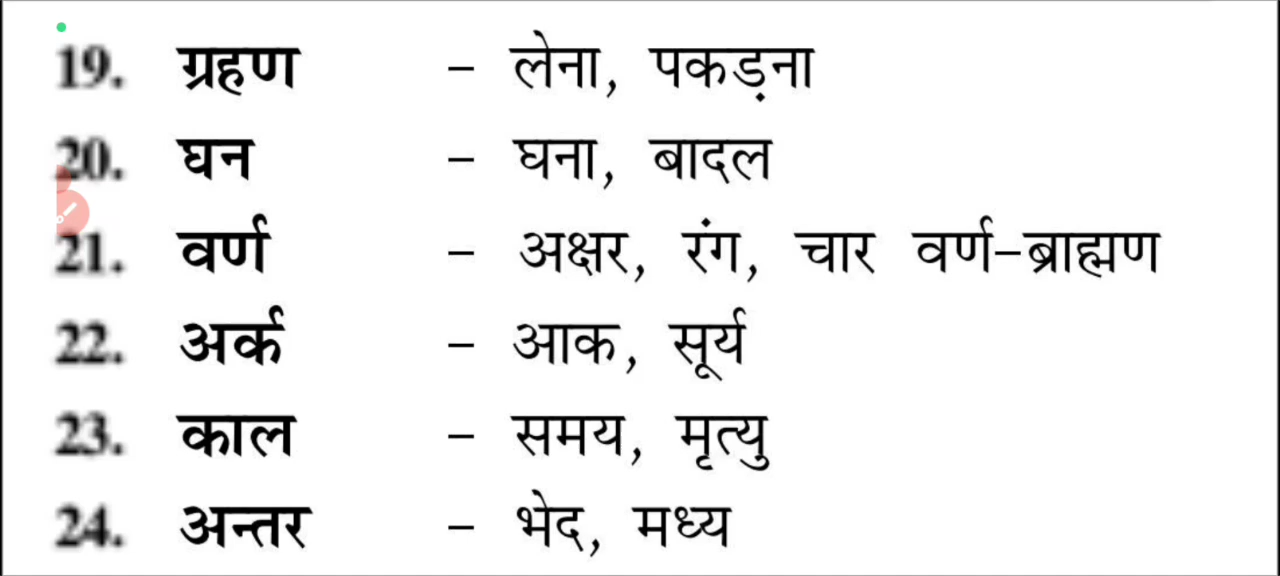 19. ग्रहण – लेना, पकड़ना
20. घन – घना, बादल
21. वर्ण – अक्षर, रंग, चार वर्ण–ब्राह्मण
22. अर्क – आक, सूर्य
23. काल – समय, मृत्यु
24. अन्तर – भेद, मध्य